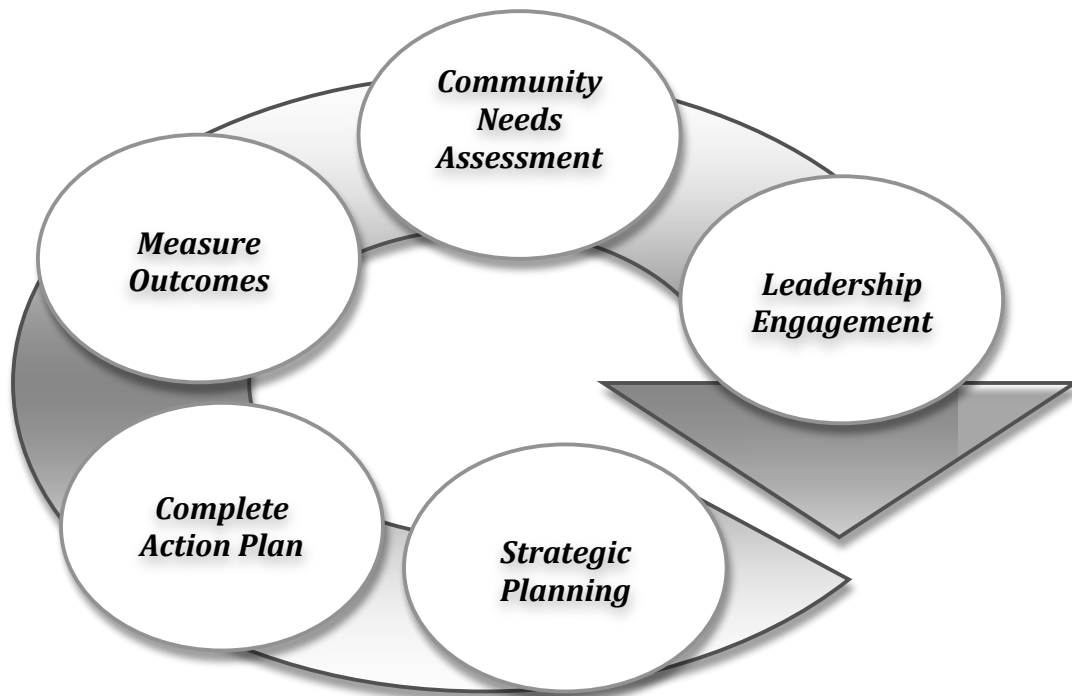 Community
Needs
Assessment
Leadership
Engagement
Strategic
Planning
Complete
Action Plan
Measure
Outcomes